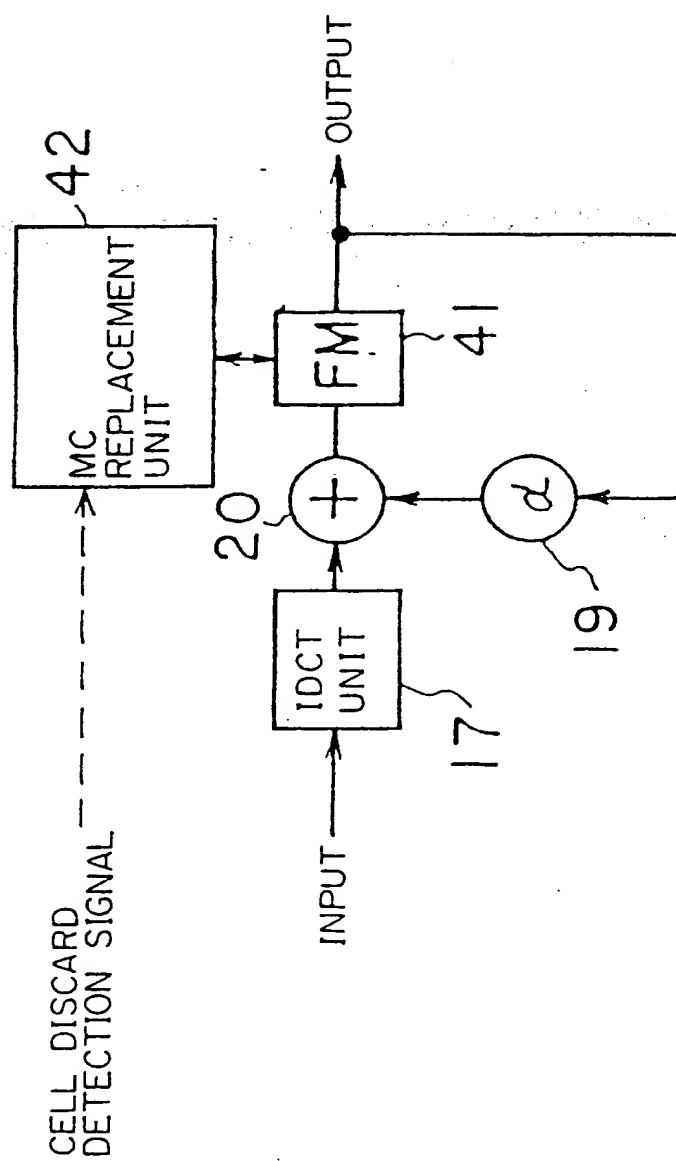 CELL DISCARD
DETECTION SIGNAL
MC
REPLACEMENT
UNIT
42
INPUT
IDCT
UNIT
17
20
+
FM
41
OUTPUT
19
α